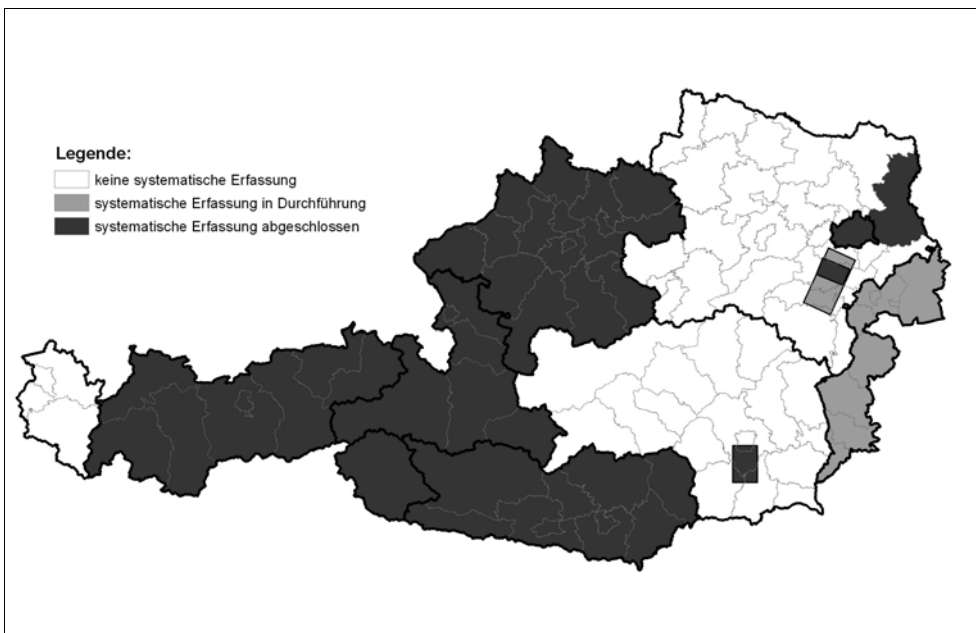 Legende:
keine systematische Erfassung
systematische Erfassung in Durchführung
systematische Erfassung abgeschlossen